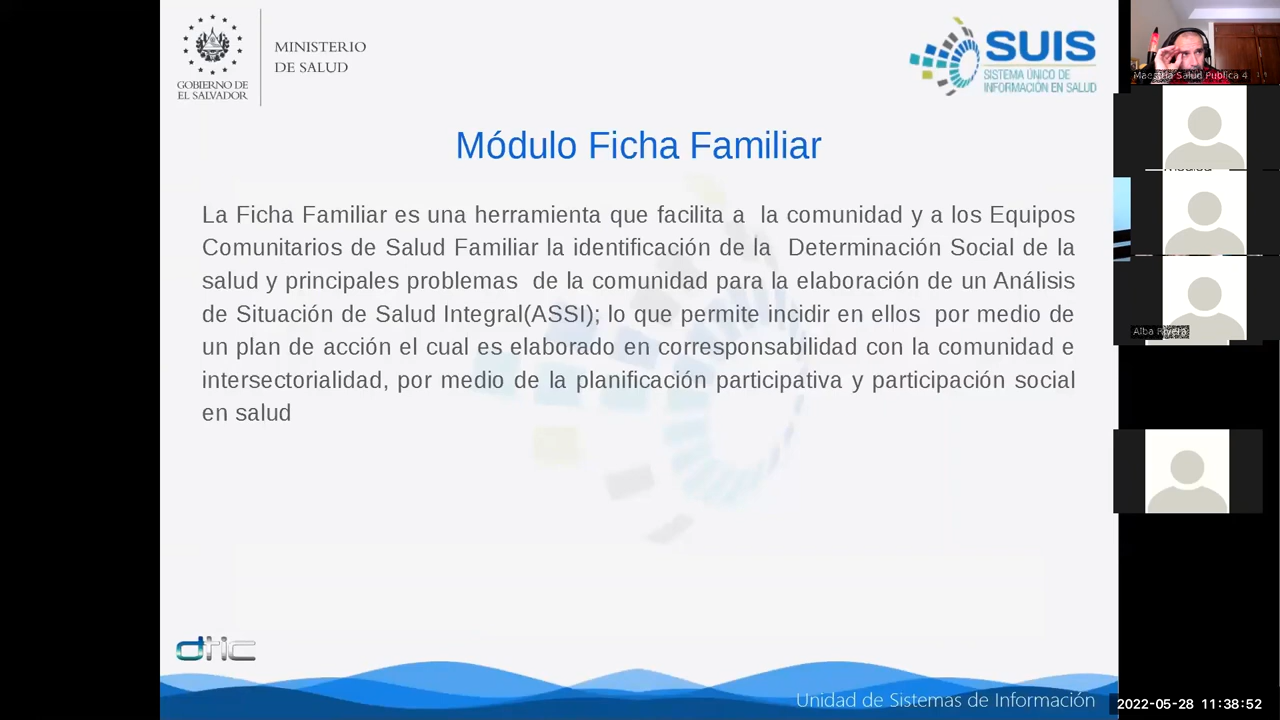 MINISTERIO
DE SALUD
GOBIERNO DE
EL SALVADOR
SUIS
SISTEMA ÚNICO DE
INFORMACIÓN EN SALUD
Maestria Salud Publica 4
Módulo Ficha Familiar
La Ficha Familiar es una herramienta que facilita a la comunidad y a los Equipos
Comunitarios de Salud Familiar la identificación de la Determinación Social de la
salud y principales problemas de la comunidad para la elaboración de un Análisis
de Situación de Salud Integral(ASSI); lo que permite incidir en ellos por medio de
un plan de acción el cual es elaborado en corresponsabilidad con la comunidad e
intersectorialidad, por medio de la planificación participativa y participación social
en salud
Alba
dtic
Unidad de Sistemas de Información
2022-05-28 11:38:52